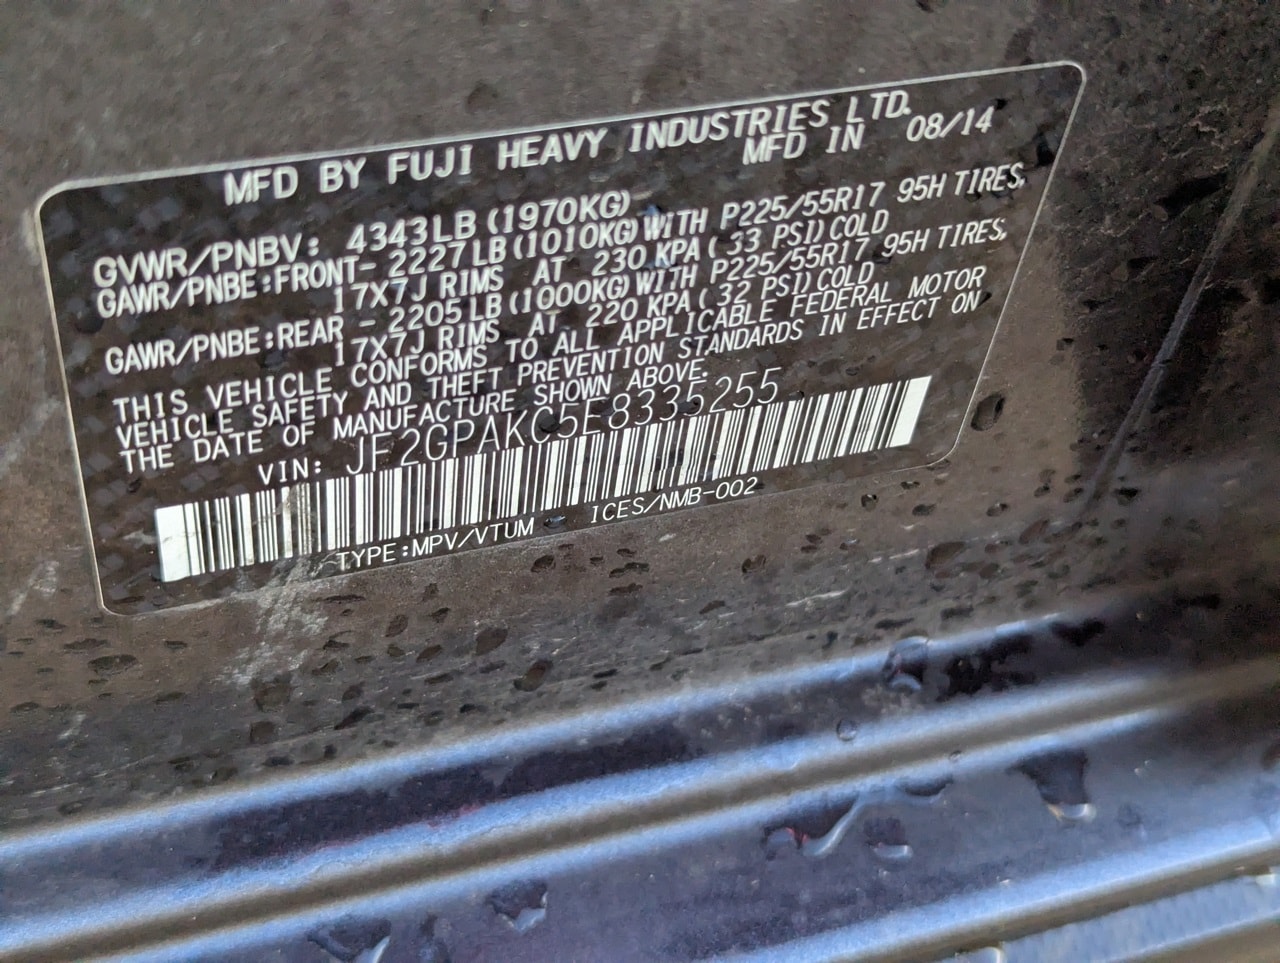 MFD BY FUJI HEAVY INDUSTRIES LTD.
MFD IN 08/14
GVWR/PNBV: 4343LB (1970KG)
GAWR/PNBE:FRONT- 2227LB (1010KG) WITH P225/55R17 95H TIRES,
17X7J RIMS AT 230 KPA ( 33 PSI) COLD
GAWR/PNBE:REAR - 2205LB (1000KG) WITH P225/55R17 95H TIRES,
17X7J RIMS AT 220 KPA ( 32 PSI) COLD
THIS VEHICLE CONFORMS TO ALL APPLICABLE FEDERAL MOTOR
VEHICLE SAFETY AND THEFT PREVENTION STANDARDS IN EFFECT ON
THE DATE OF MANUFACTURE SHOWN ABOVE.
VIN: JF2GPAKC5E8335255
TYPE:MPV/VTUM ICES/NMB-002